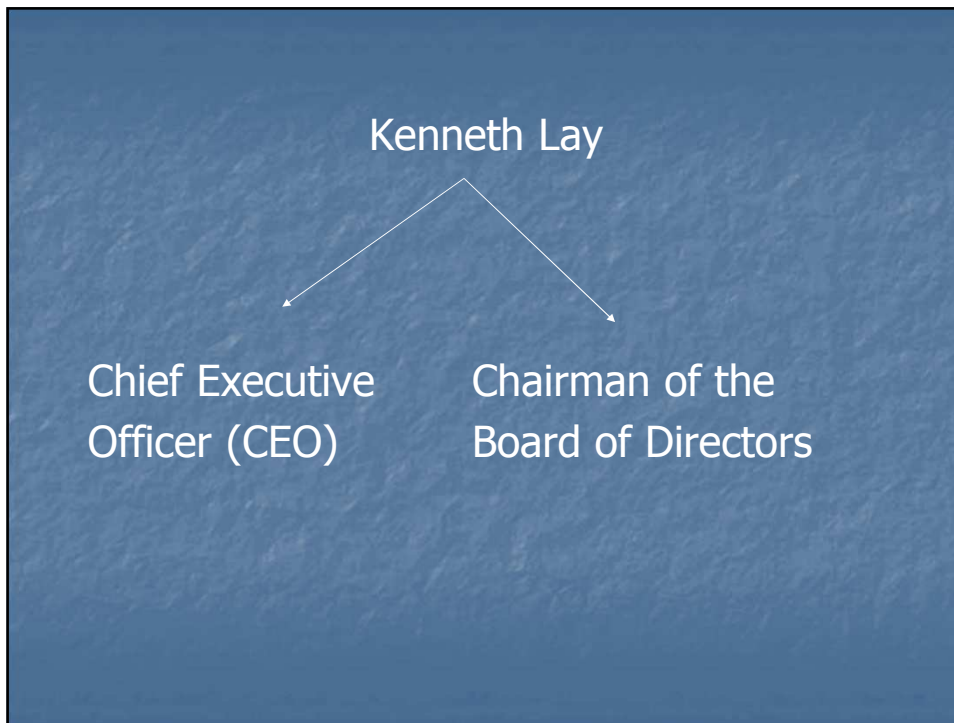 Kenneth Lay
Chief Executive
Officer (CEO)
Chairman of the
Board of Directors